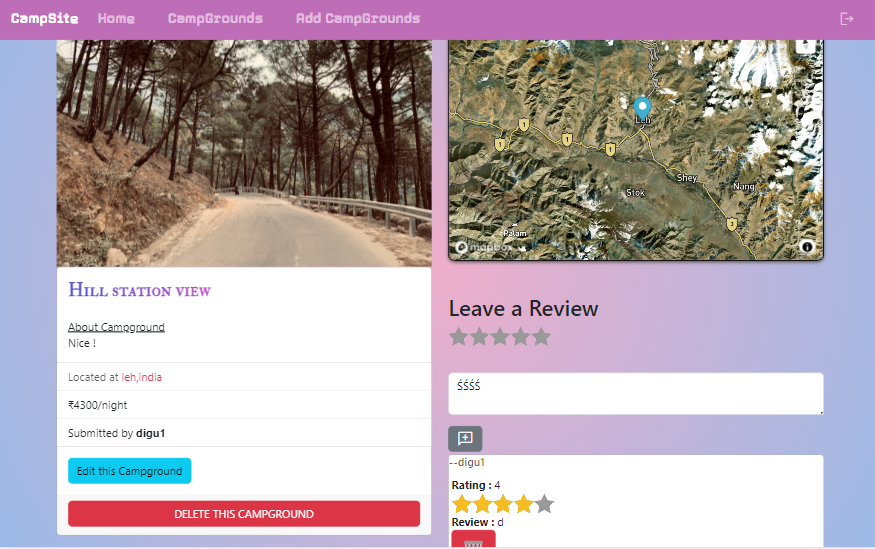 CampSite Home CampGrounds Add CampGrounds
Leh
1
1
1
Shey
Stok
Nang
3
Palam
mapbox
Hill station view
About Campground
Nice !
Located at leh,india
₹4300/night
Submitted by digu1
Edit this Campground
DELETE THIS CAMPGROUND
Leave a Review
ŚŚŚŚ
--digu1
Rating : 4
Review : d